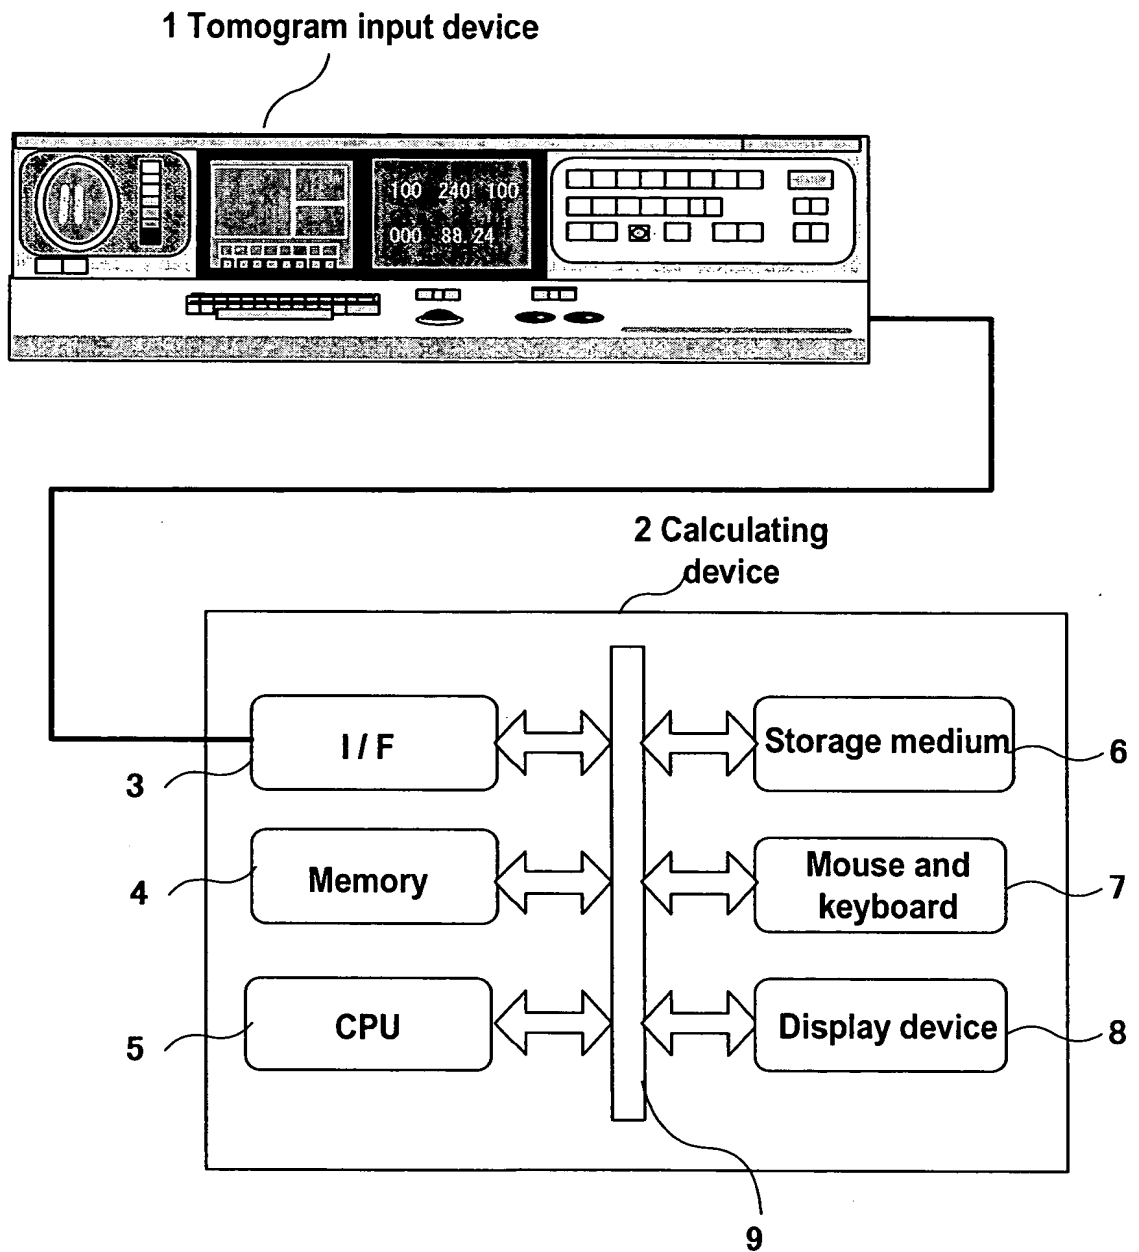 1 Tomogram input device
100 240 100
000 88.24
2 Calculating
device
I / F
Storage medium
3
6
Memory
Mouse and
keyboard
4
7
CPU
Display device
5
8
9